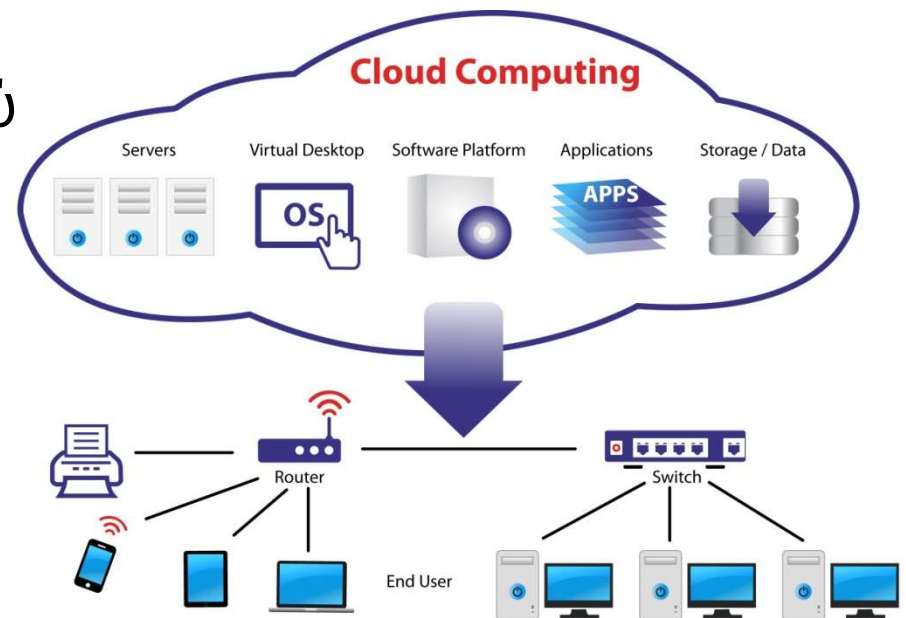 Cloud Computing
Servers
Virtual Desktop
Software Platform
Applications
Storage / Data
OS
APPS
Router
Switch
End User